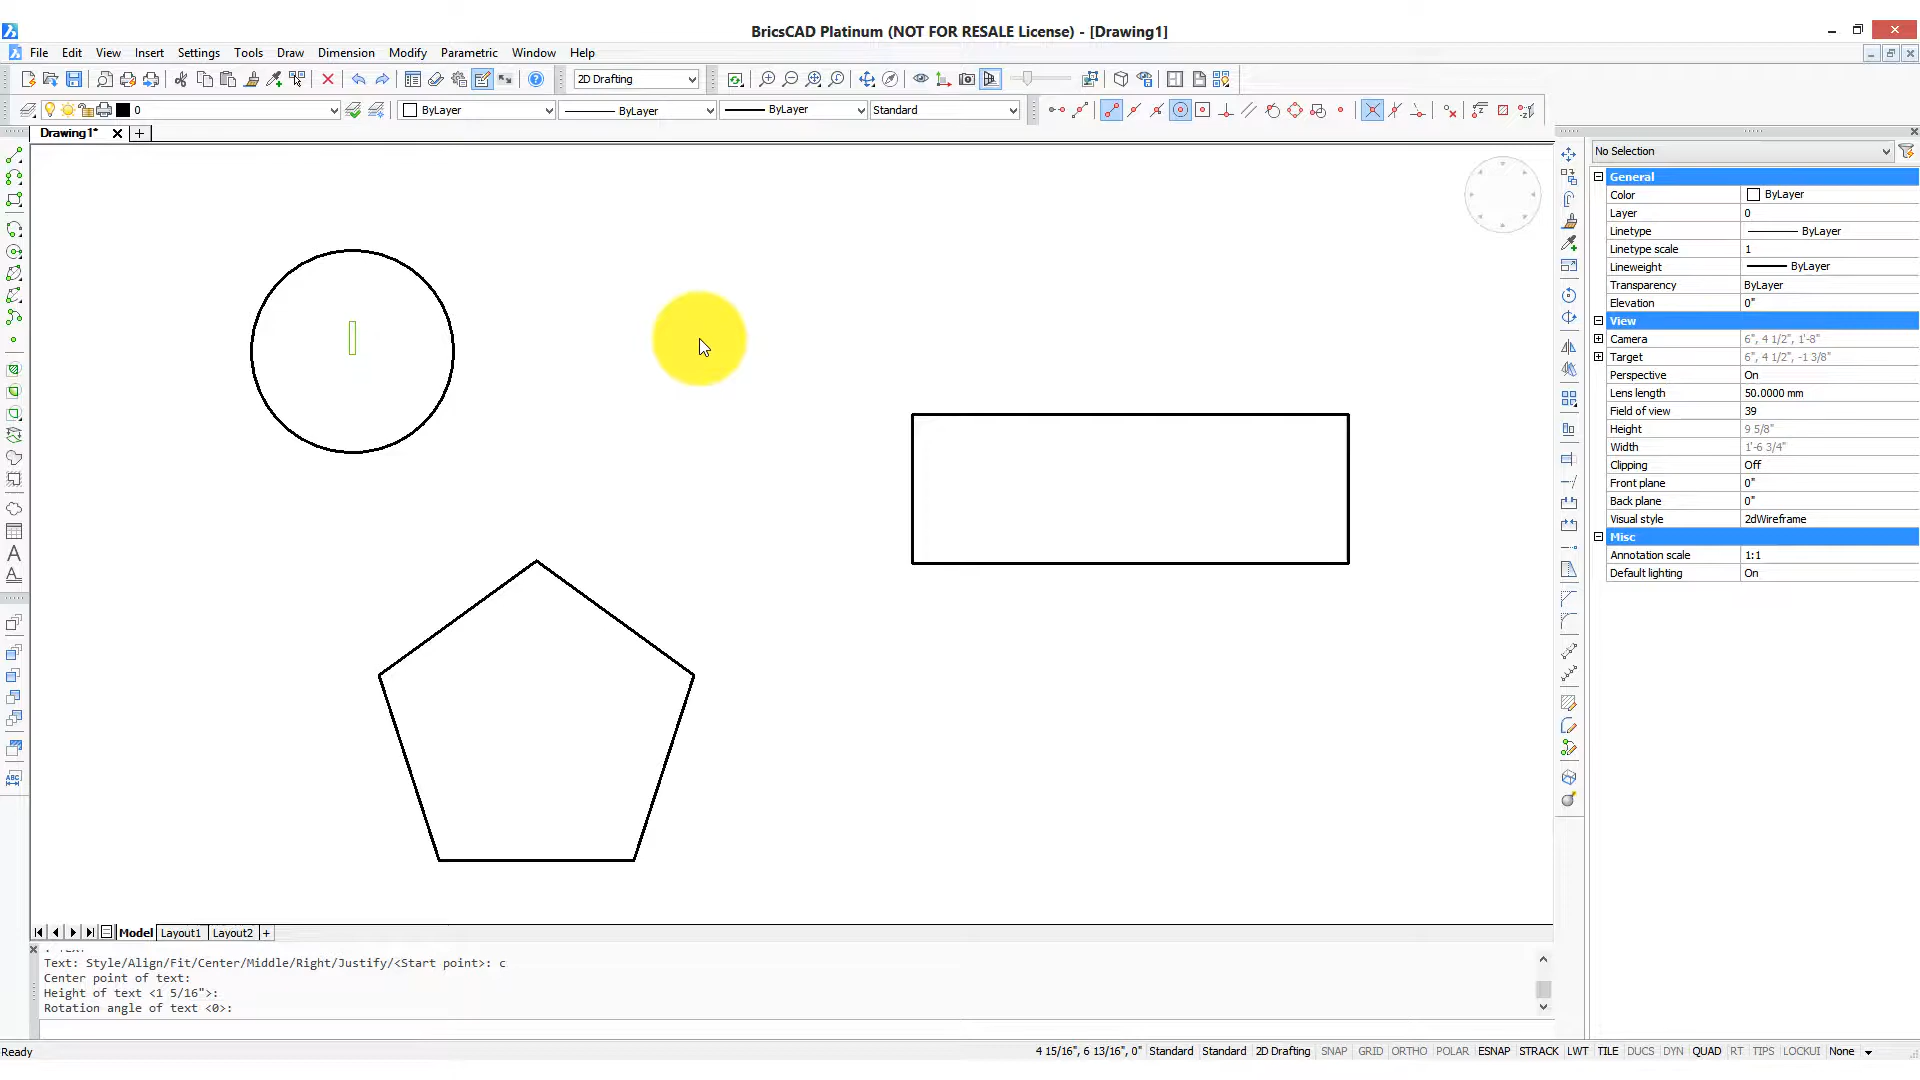 BricsCAD Platinum (NOT FOR RESALE License) - [Drawing1]
File Edit View Insert Settings Tools Draw Dimension Modify Parametric Window Help
2D Drafting
0 ByLayer ByLayer ByLayer Standard
Drawing1*
No Selection
General
Color ByLayer
Layer 0
Linetype ByLayer
Linetype scale 1
Lineweight ByLayer
Transparency ByLayer
Elevation 0"
View
Camera 6", 4 1/2", 1'-8"
Target 6", 4 1/2", -1 3/8"
Perspective On
Lens length 50.0000 mm
Field of view 39
Height 9 5/8"
Width 1'-6 3/4"
Clipping Off
Front plane 0"
Back plane 0"
Visual style 2dWireframe
Misc
Annotation scale 1:1
Default lighting On
A
A
ABC
Model Layout1 Layout2 +
: TEXT
Text: Style/Align/Fit/Center/Middle/Right/Justify/<Start point>: c
Center point of text:
Height of text <1 5/16">:
Rotation angle of text <0>:
Ready 4 15/16", 6 13/16", 0" Standard Standard 2D Drafting SNAP GRID ORTHO POLAR ESNAP STRACK LWT TILE DUCS DYN QUAD RT TIPS LOCKUI None